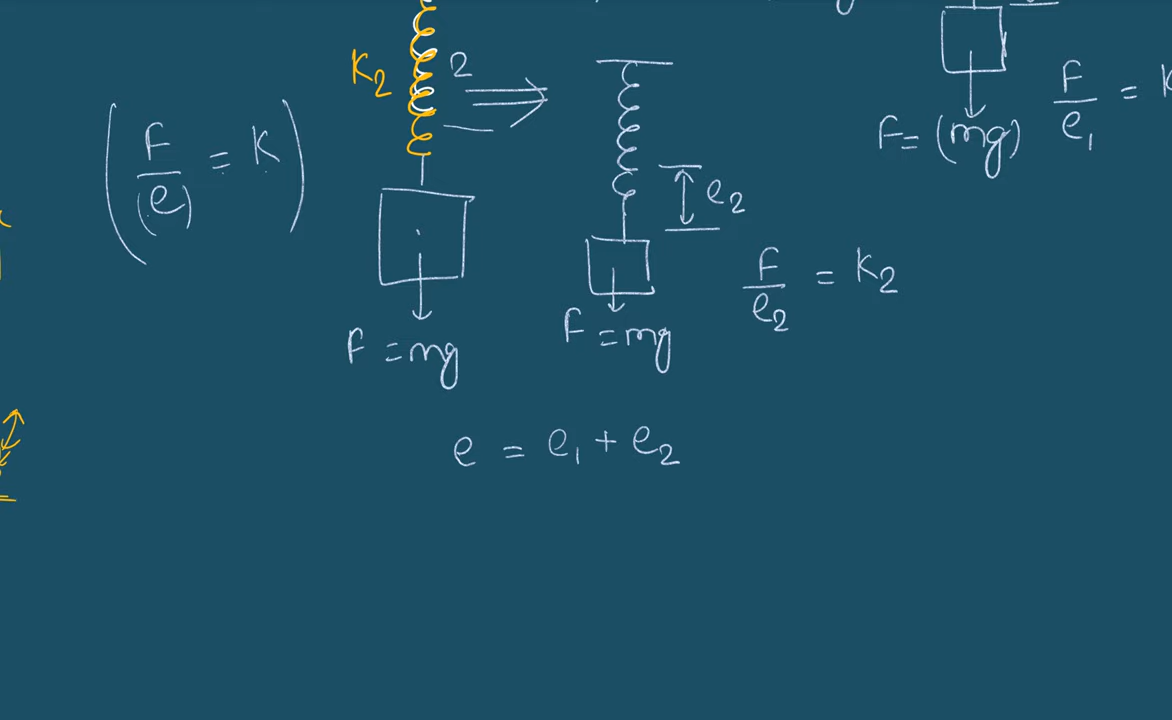 K2
2
F/e1 = K
F = (mg)
F/(e) = K
e2
F/e2 = K2
F = mg
F = mg
e = e1 + e2